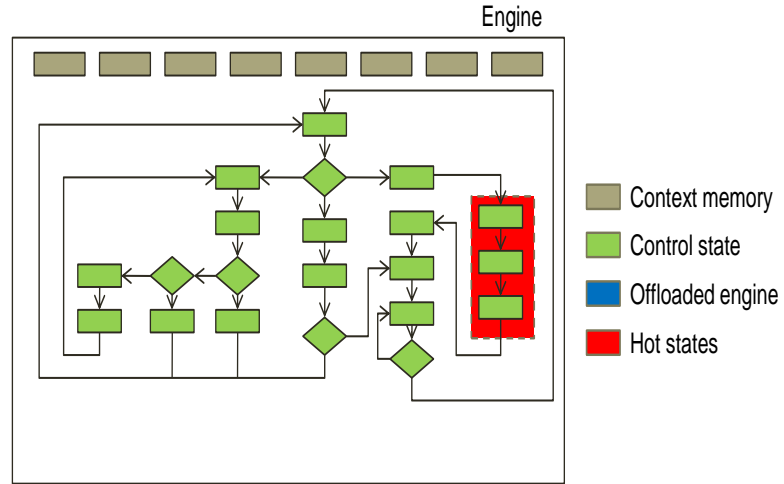 Engine
Context memory
Control state
Offloaded engine
Hot states